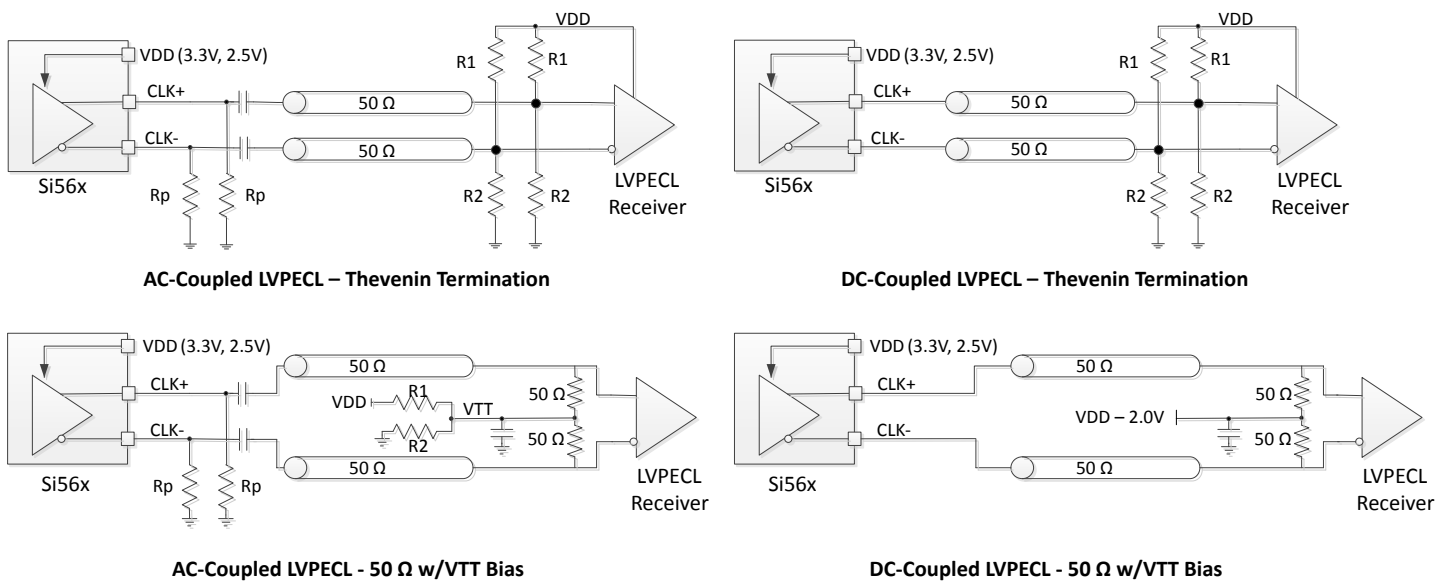 VDD
VDD (3.3V, 2.5V)
R1
R1
CLK+
50 Ω
CLK-
50 Ω
Si56x
Rp
Rp
R2
R2
LVPECL
Receiver
AC-Coupled LVPECL – Thevenin Termination
VDD
VDD (3.3V, 2.5V)
R1
R1
CLK+
50 Ω
CLK-
50 Ω
Si56x
R2
R2
LVPECL
Receiver
DC-Coupled LVPECL – Thevenin Termination
VDD (3.3V, 2.5V)
50 Ω
CLK+
R1
VDD
VTT
50 Ω
CLK-
R2
50 Ω
50 Ω
Si56x
Rp
Rp
LVPECL
Receiver
AC-Coupled LVPECL - 50 Ω w/VTT Bias
VDD (3.3V, 2.5V)
50 Ω
CLK+
50 Ω
VDD – 2.0V
CLK-
50 Ω
50 Ω
Si56x
LVPECL
Receiver
DC-Coupled LVPECL - 50 Ω w/VTT Bias